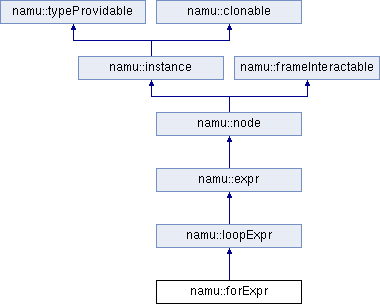 namu::typeProvidable namu::clonable
namu::instance namu::frameInteractable
namu::node
namu::expr
namu::loopExpr
namu::forExpr